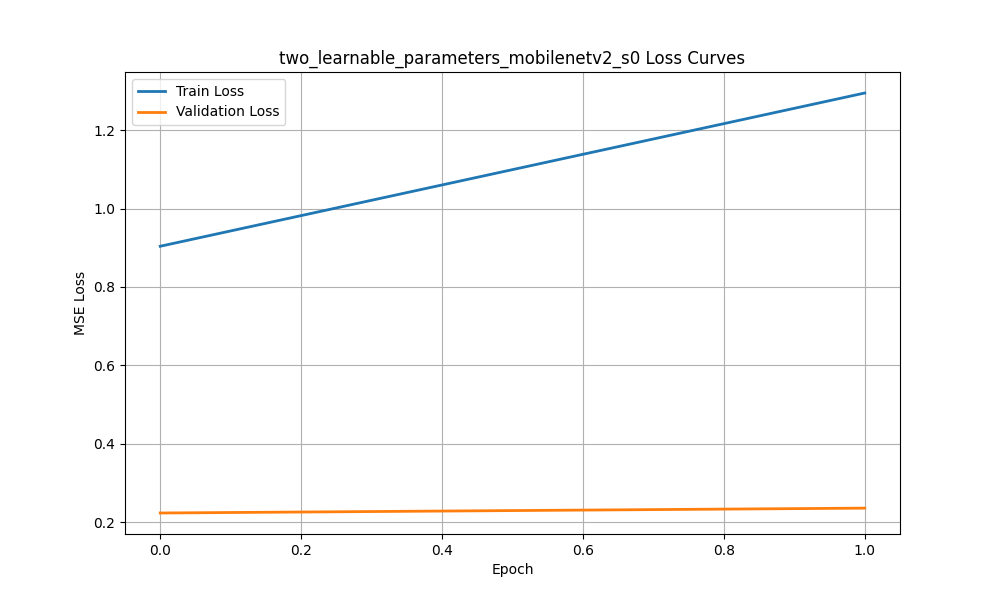 two_learnable_parameters_mobilenetv2_s0 Loss Curves
Train Loss
Validation Loss
MSE Loss
1.2
1.0
0.8
0.6
0.4
0.2
0.0 0.2 0.4 0.6 0.8 1.0
Epoch